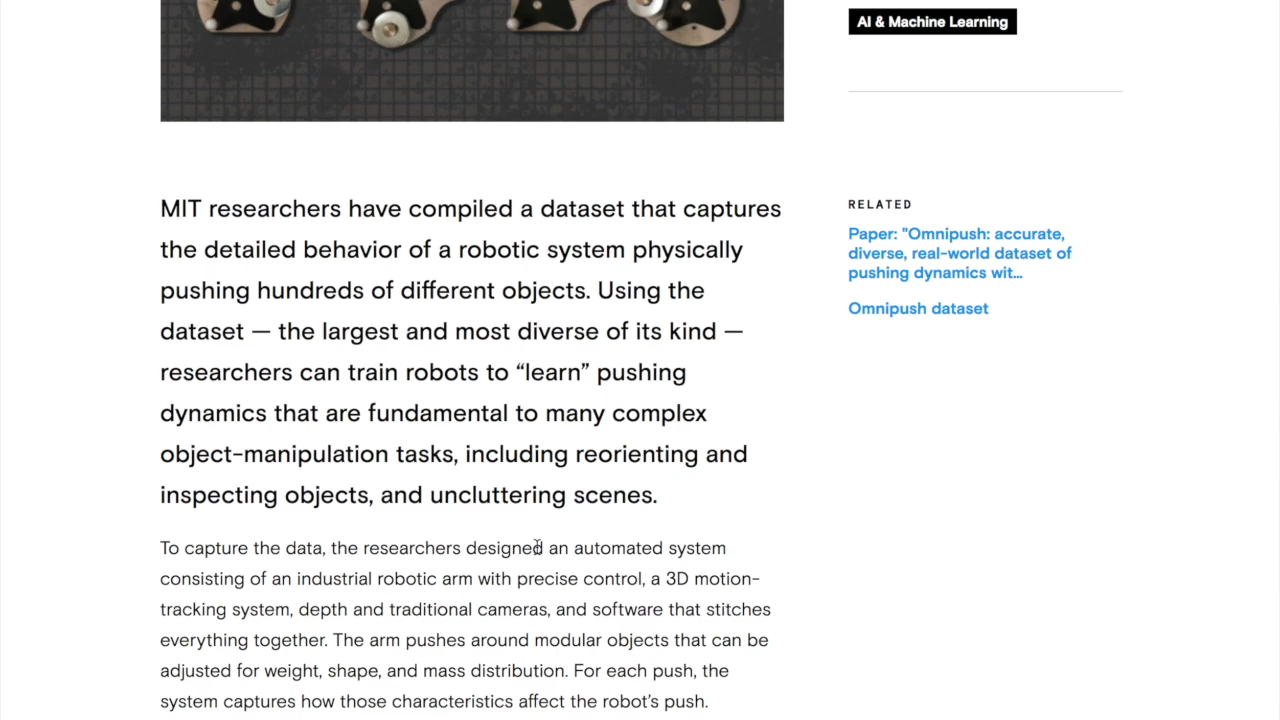 AI & Machine Learning
MIT researchers have compiled a dataset that captures
the detailed behavior of a robotic system physically
pushing hundreds of different objects. Using the
dataset — the largest and most diverse of its kind —
researchers can train robots to “learn” pushing
dynamics that are fundamental to many complex
object-manipulation tasks, including reorienting and
inspecting objects, and uncluttering scenes.
To capture the data, the researchers designed an automated system
consisting of an industrial robotic arm with precise control, a 3D motion-
tracking system, depth and traditional cameras, and software that stitches
everything together. The arm pushes around modular objects that can be
adjusted for weight, shape, and mass distribution. For each push, the
system captures how those characteristics affect the robot’s push.
RELATED
Paper: "Omnipush: accurate,
diverse, real-world dataset of
pushing dynamics wit...
Omnipush dataset